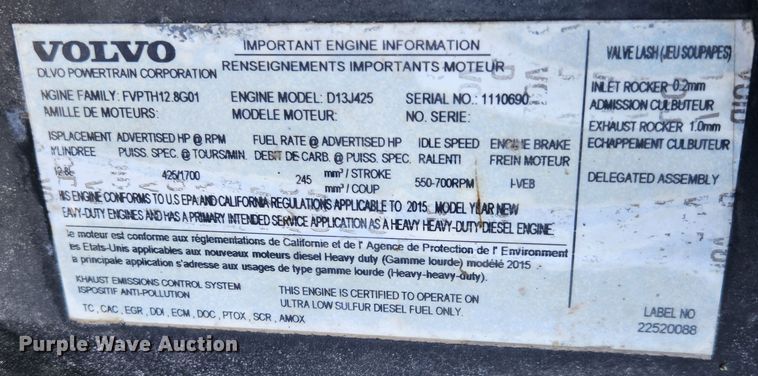 VOLVO
OLVO POWERTRAIN CORPORATION
IMPORTANT ENGINE INFORMATION
RENSEIGNEMENTS IMPORTANTS MOTEUR
VALVE LASH (JEU SOUPAPES)
NGINE FAMILY: FVPTH12.8G01 ENGINE MODEL: D13J425 SERIAL NO.: 1110690
AMILLE DE MOTEURS: MODELE MOTEUR: NO. SERIE:
INLET ROCKER 0.2mm
ADMISSION CULBUTEUR
EXHAUST ROCKER 1.0mm
ECHAPPEMENT CULBUTEUR
ISPLACEMENT ADVERTISED HP @ RPM FUEL RATE @ ADVERTISED HP IDLE SPEED ENGINE BRAKE
YLINDREE PUISS. SPEC. @ TOURS/MIN. DEBIT DE CARB. @ PUISS. SPEC. RALENTI FREIN MOTEUR
12.8L 425/1700 245 mm³ / STROKE mm³ / COUP 550-700RPM I-VEB
DELEGATED ASSEMBLY
HIS ENGINE CONFORMS TO U S EPA AND CALIFORNIA REGULATIONS APPLICABLE TO 2015 MODEL YEAR NEW
EAVY-DUTY ENGINES AND HAS A PRIMARY INTENDED SERVICE APPLICATION AS A HEAVY HEAVY-DUTY DIESEL ENGINE.
le moteur est conforme aux réglementations de Californie et de l' Agence de Protection de l' Environment
es Etats-Unis applicables aux nouveaux moteurs diesel Heavy duty (Gamme lourde) modélé 2015
a principale application s'adresse aux usages de type gamme lourde (Heavy-heavy-duty).
XHAUST EMISSIONS CONTROL SYSTEM
ISPOSITIF ANTI-POLLUTION
THIS ENGINE IS CERTIFIED TO OPERATE ON
ULTRA LOW SULFUR DIESEL FUEL ONLY.
TC, CAC, EGR, DDI, ECM, DOC, PTOX, SCR, AMOX
LABEL NO
22520088
Purple Wave Auction